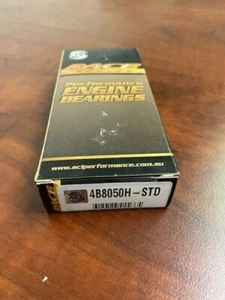 ACL
Performance
ENGINE
BEARINGS
www.aclperformance.com.au
4B8050H-STD